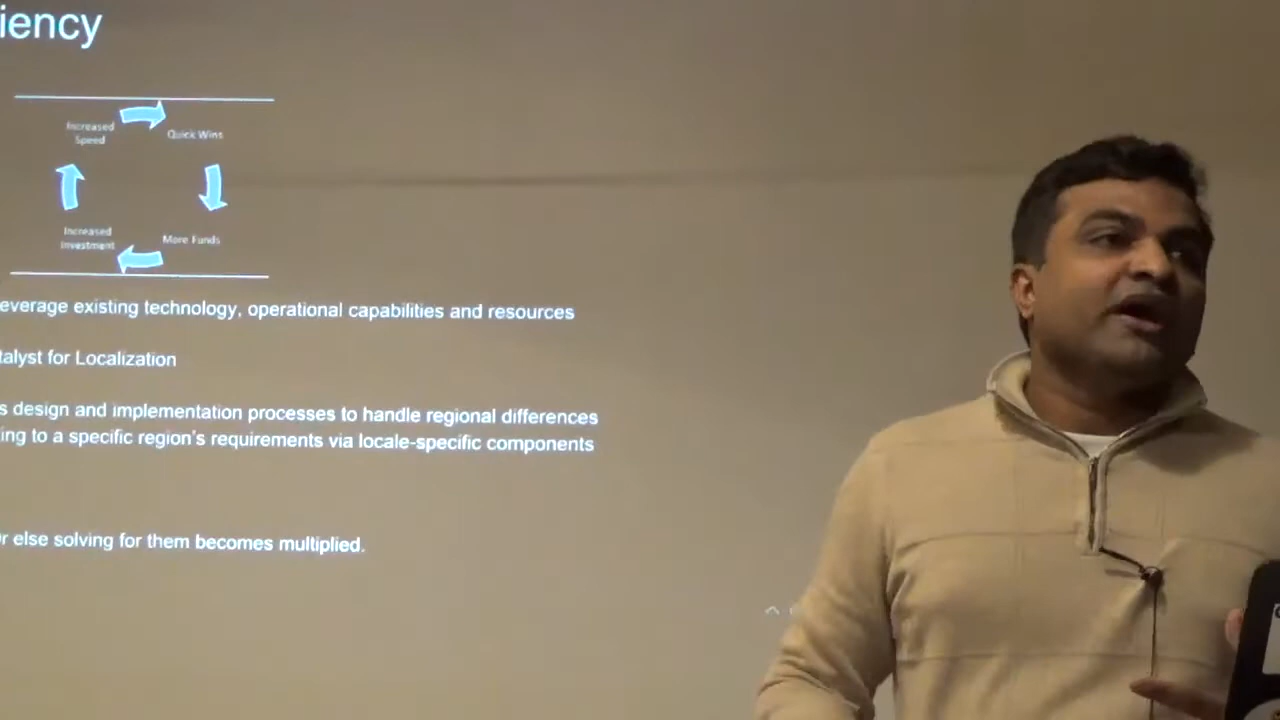 iency
Increased
Speed
Quick Wins
Increased
Investment
More Funds
everage existing technology, operational capabilities and resources
talyst for Localization
s design and implementation processes to handle regional differences
ing to a specific region's requirements via locale-specific components
r else solving for them becomes multiplied.